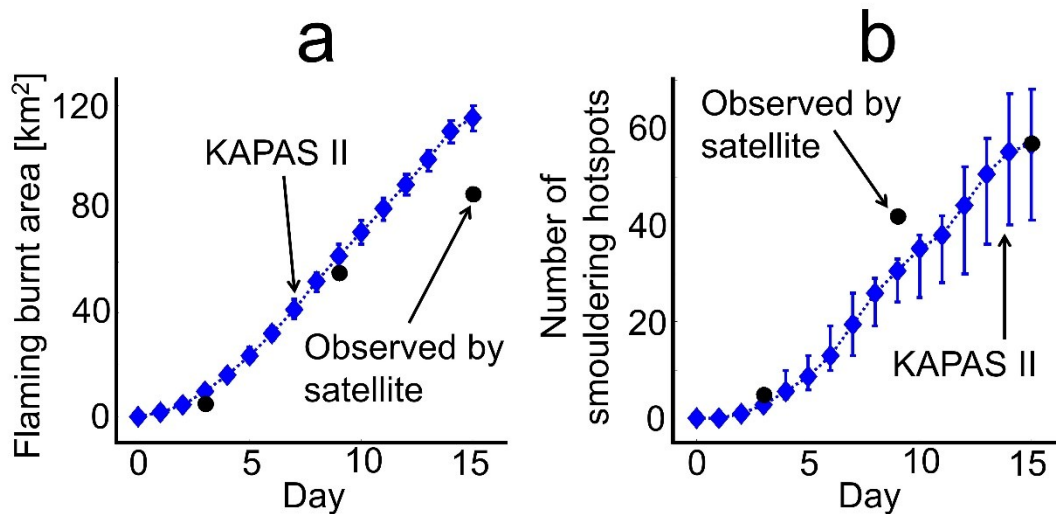 a
Flaming burnt area [km²]
120
80
40
0
KAPAS II
Observed by
satellite
0
5
10
15
Day
b
Number of
smouldering hotspots
60
40
20
0
Observed by
satellite
KAPAS II
0
5
10
15
Day